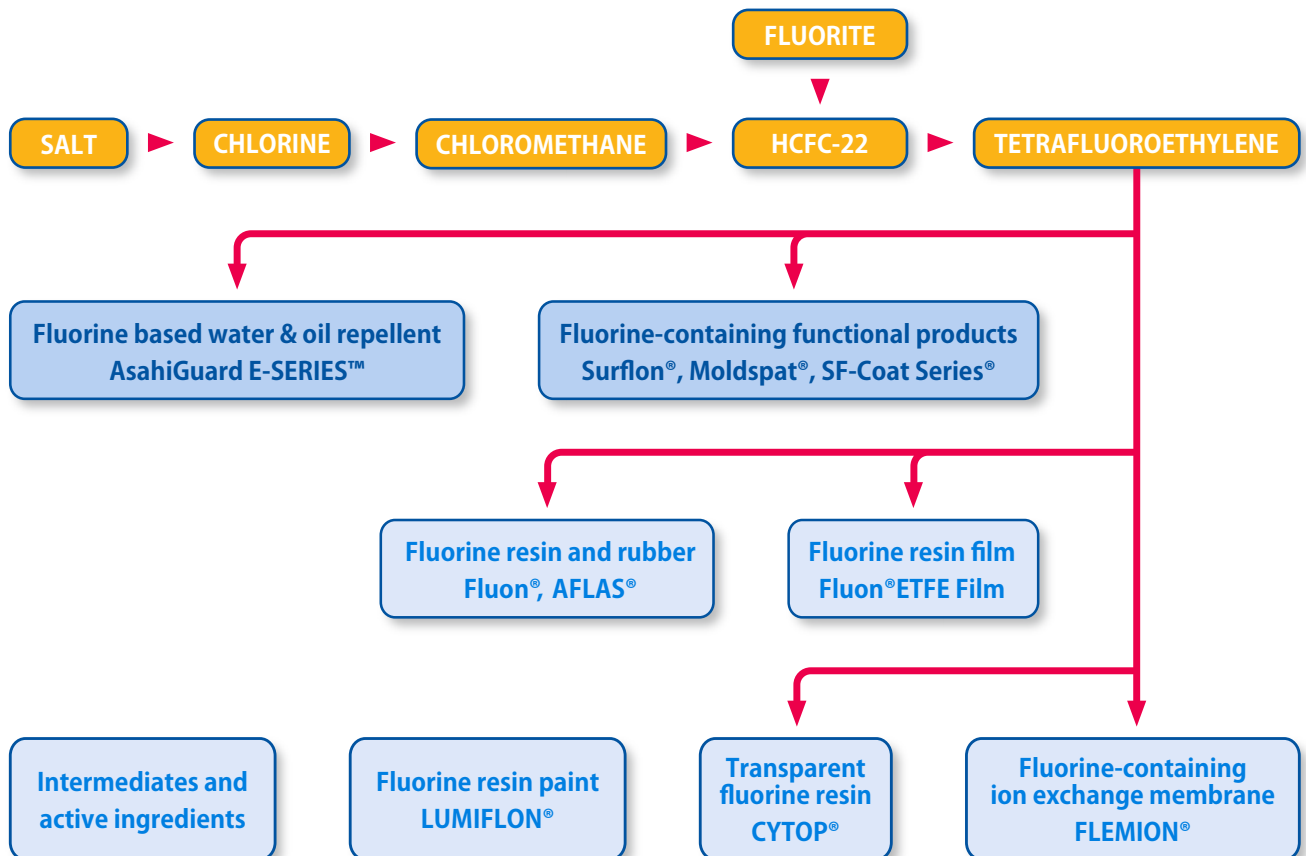 FLUORITE
SALT
CHLORINE
CHLOROMETHANE
HCFC-22
TETRAFLUOROETHYLENE
Fluorine based water & oil repellent
AsahiGuard E-SERIES™
Fluorine-containing functional products
Surflon®, Moldspat®, SF-Coat Series®
Fluorine resin and rubber
Fluon®, AFLAS®
Fluorine resin film
Fluon®ETFE Film
Intermediates and
active ingredients
Fluorine resin paint
LUMIFLON®
Transparent
fluorine resin
CYTOP®
Fluorine-containing
ion exchange membrane
FLEMION®